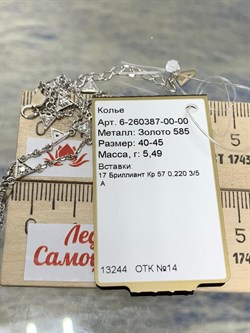 Колье
Арт. 6-260387-00-00
Металл: Золото 585
Размер: 40-45
Масса, г: 5,49
Вставки:
17 Бриллиант Кр 57 0,220 3/5
А
13244 ОТК №14
1743